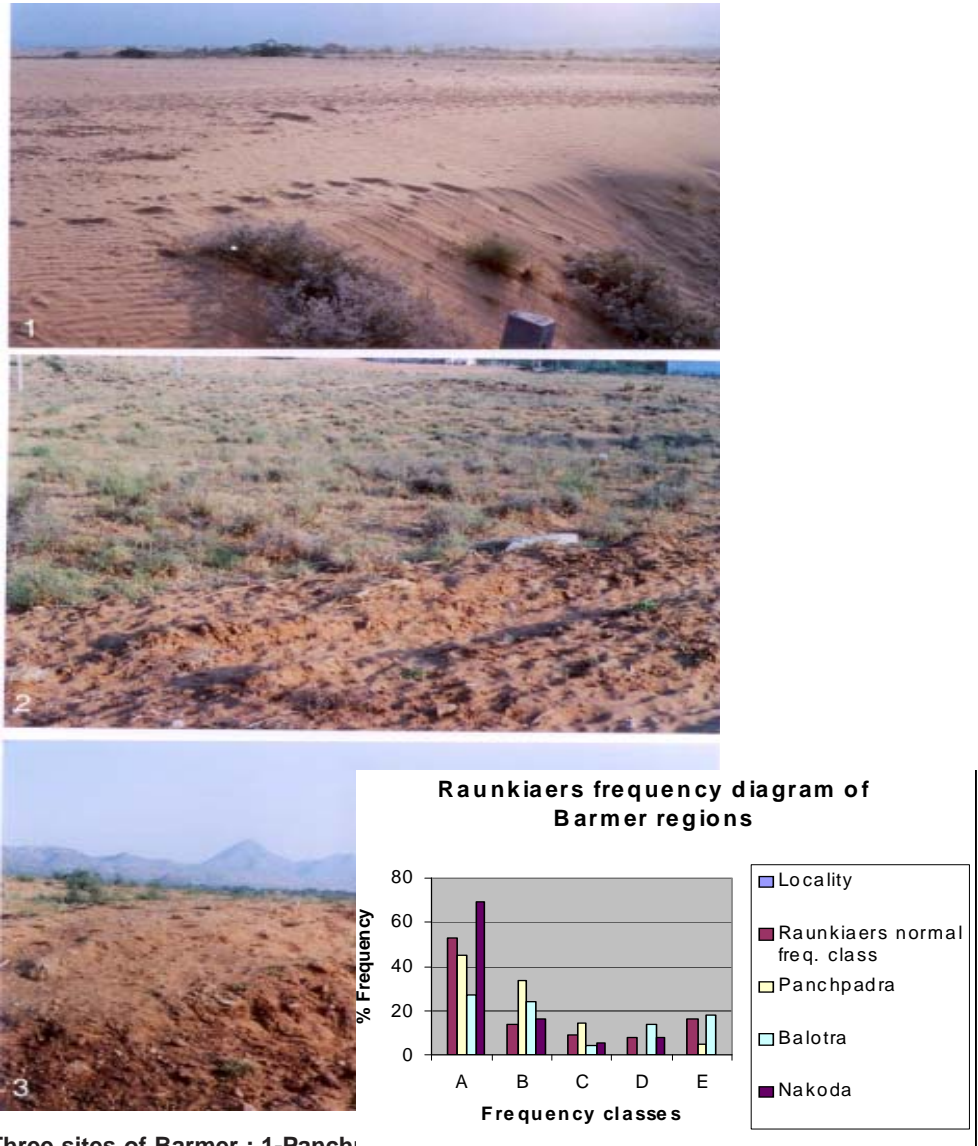 1
2
3
Raunkiaers frequency diagram of
Barmer regions
80
60
40
20
0
% Frequency
A B C D E
Frequency classes
Locality
Raunkiaers normal
freq. class
Panchpadra
Balotra
Nakoda
Three sites of Barmer : 1-